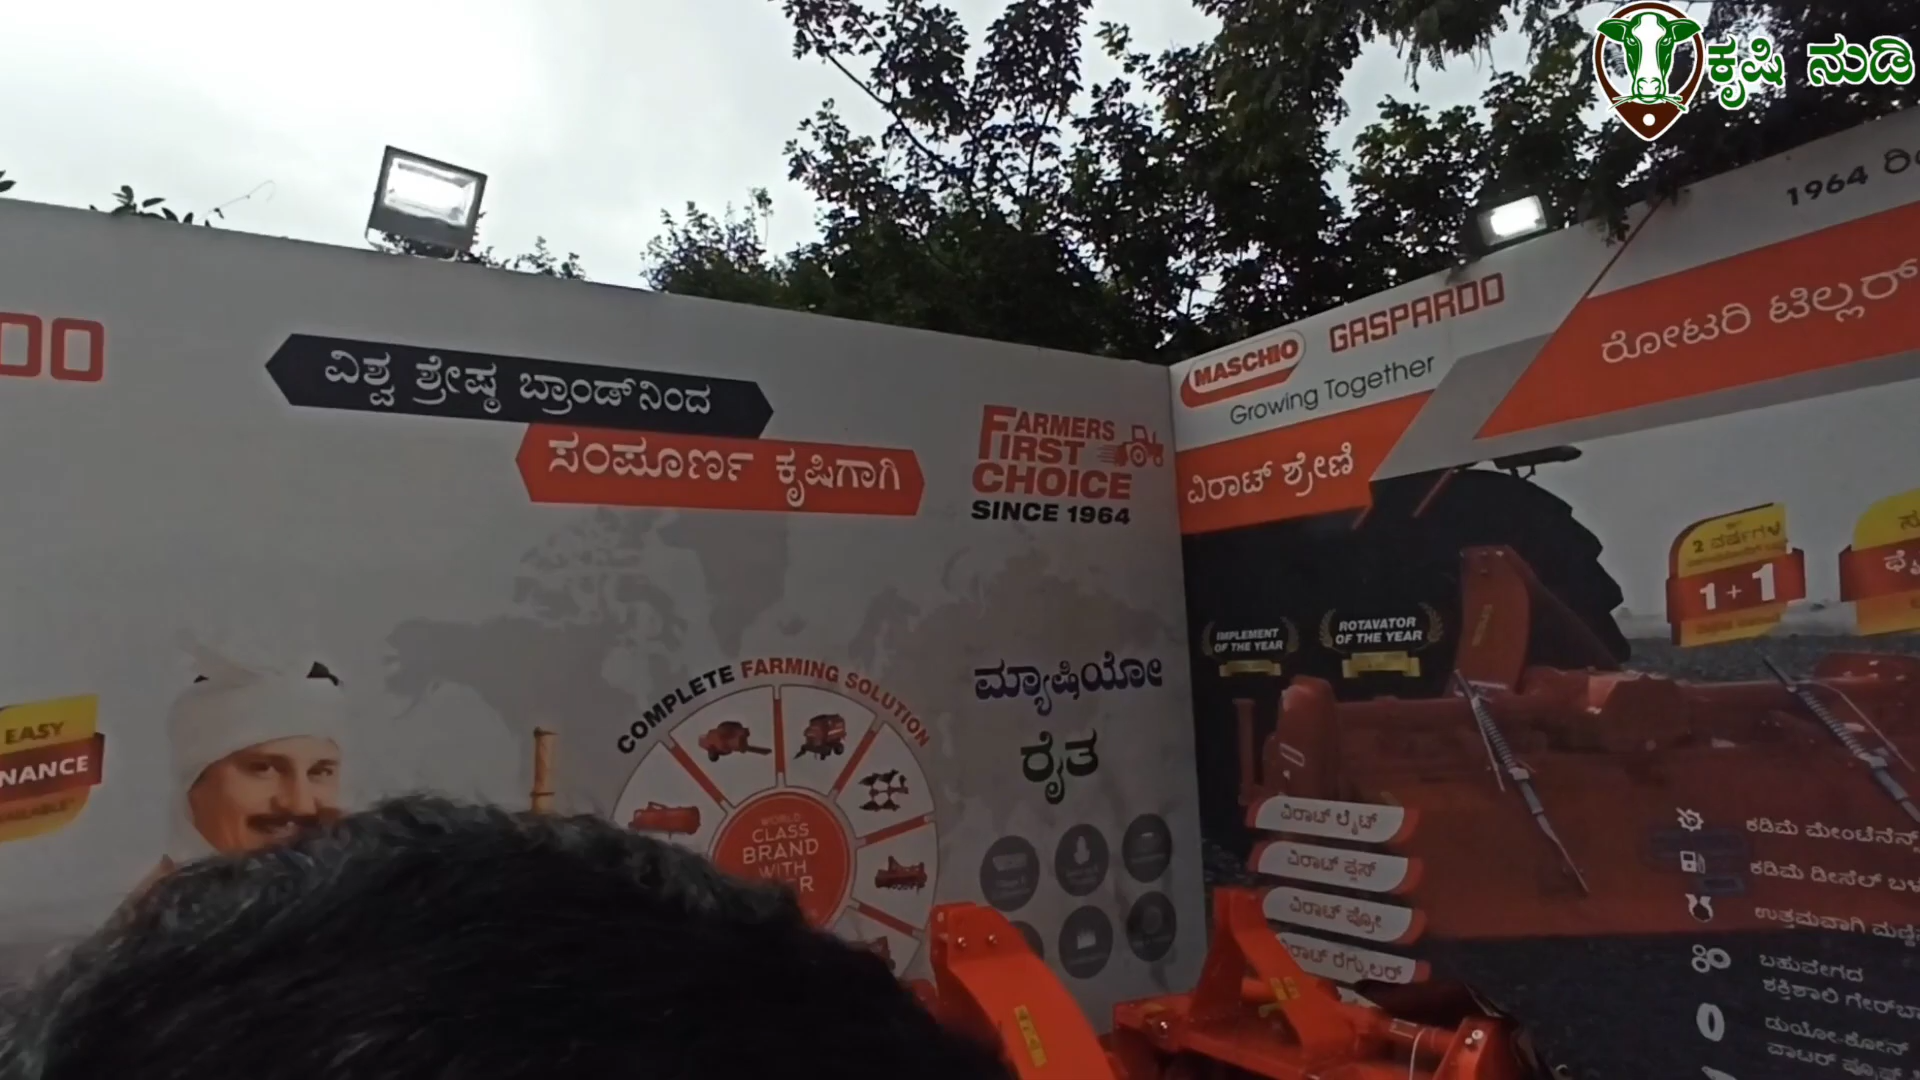 ಕೃಷಿ ನುಡಿ
ವಿಶ್ವ ಶ್ರೇಷ್ಠ ಬ್ರಾಂಡ್‌ನಿಂದ
ಸಂಪೂರ್ಣ ಕೃಷಿಗಾಗಿ
FARMERS
FIRST
CHOICE
SINCE 1964
EASY
COMPLETE FARMING SOLUTION
WORLD
CLASS
BRAND
WITH
ಮ್ಯಾಷಿಯೋ
ರೈತ
MASCHIO GASPARDO
Growing Together
ವಿರಾಟ್ ಶ್ರೇಣಿ
1964
ರೋಟರಿ ಟಿಲ್ಲರ್
2 ವರ್ಷಗಳ
1+1
IMPLEMENT
OF THE YEAR
ROTAVATOR
OF THE YEAR
ವಿರಾಟ್ ಲೈಟ್
ವಿರಾಟ್ ಪ್ಲಸ್
ವಿರಾಟ್ ಪ್ರೋ
ವಿರಾಟ್ ರೆಗ್ಯುಲರ್
ಕಡಿಮೆ ಮೇಂಟೆನೆನ್ಸ್
ಕಡಿಮೆ ಡೀಸೆಲ್
ಉತ್ತಮವಾಗಿ
ಬಹುವೇಗದ
ಶಕ್ತಿಶಾಲಿ
ಡುಯೋ-ಕೋನ್
ವಾಟರ್